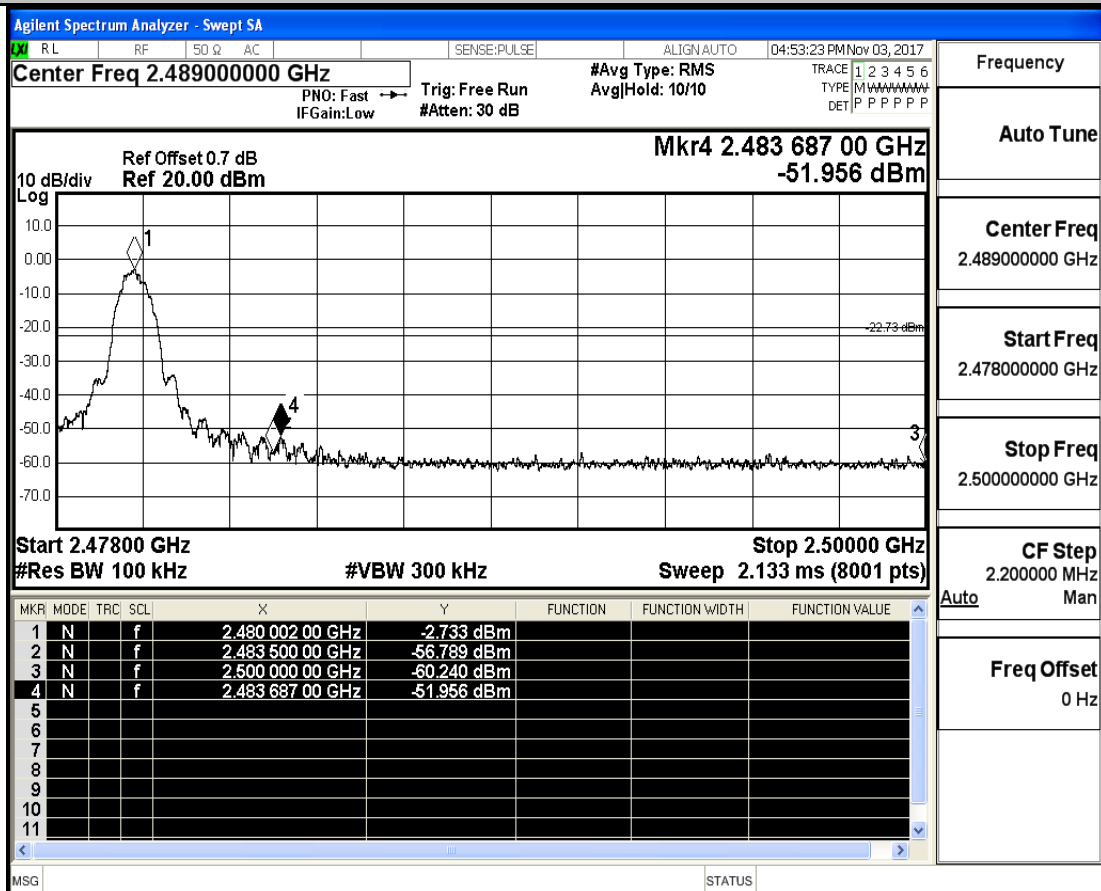 Agilent Spectrum Analyzer - Swept SA
LXI RL RF 50 Ω AC SENSE:PULSE ALIGN AUTO 04:53:23 PM Nov 03, 2017
Center Freq 2.489000000 GHz
PNO: Fast
IFGain:Low
Trig: Free Run
#Atten: 30 dB
#Avg Type: RMS
Avg|Hold: 10/10
TRACE 1 2 3 4 5 6
TYPE M WWWWW
DET P P P P P P
Mkr4 2.483 687 00 GHz
-51.956 dBm
Ref Offset 0.7 dB
10 dB/div Ref 20.00 dBm
Log
10.0
0.00
-10.0
-20.0
-30.0
-40.0
-50.0
-60.0
-70.0
1
4
3
-22.73 dBm
Start 2.47800 GHz Stop 2.50000 GHz
#Res BW 100 kHz #VBW 300 kHz Sweep 2.133 ms (8001 pts)
MKR MODE TRC SCL X Y FUNCTION FUNCTION WIDTH FUNCTION VALUE
1 N f 2.480 002 00 GHz -2.733 dBm
2 N f 2.483 500 00 GHz -56.789 dBm
3 N f 2.500 000 00 GHz -60.240 dBm
4 N f 2.483 687 00 GHz -51.956 dBm
5
6
7
8
9
10
11
MSG STATUS
Frequency
Auto Tune
Center Freq
2.489000000 GHz
Start Freq
2.478000000 GHz
Stop Freq
2.500000000 GHz
CF Step
2.200000 MHz
Auto Man
Freq Offset
0 Hz